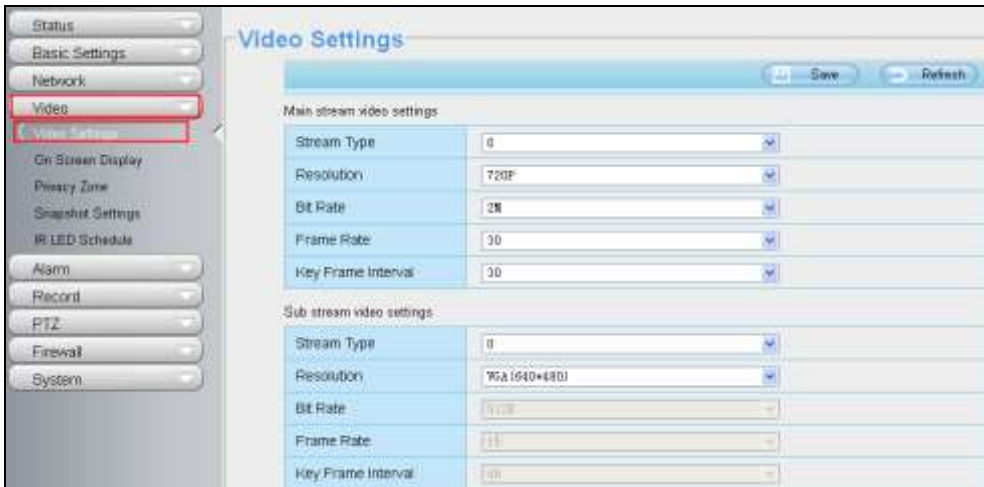 Status
Basic Settings
Network
Video
Video Settings
On Screen Display
Privacy Zone
Snapshot Settings
IR LED Schedule
Alarm
Record
PTZ
Firewall
System
Video Settings
Save Refresh
Main stream video settings
Stream Type 0
Resolution 720P
Bit Rate 2M
Frame Rate 30
Key Frame Interval 30
Sub stream video settings
Stream Type 0
Resolution VGA(640*480)
Bit Rate
Frame Rate 15
Key Frame Interval